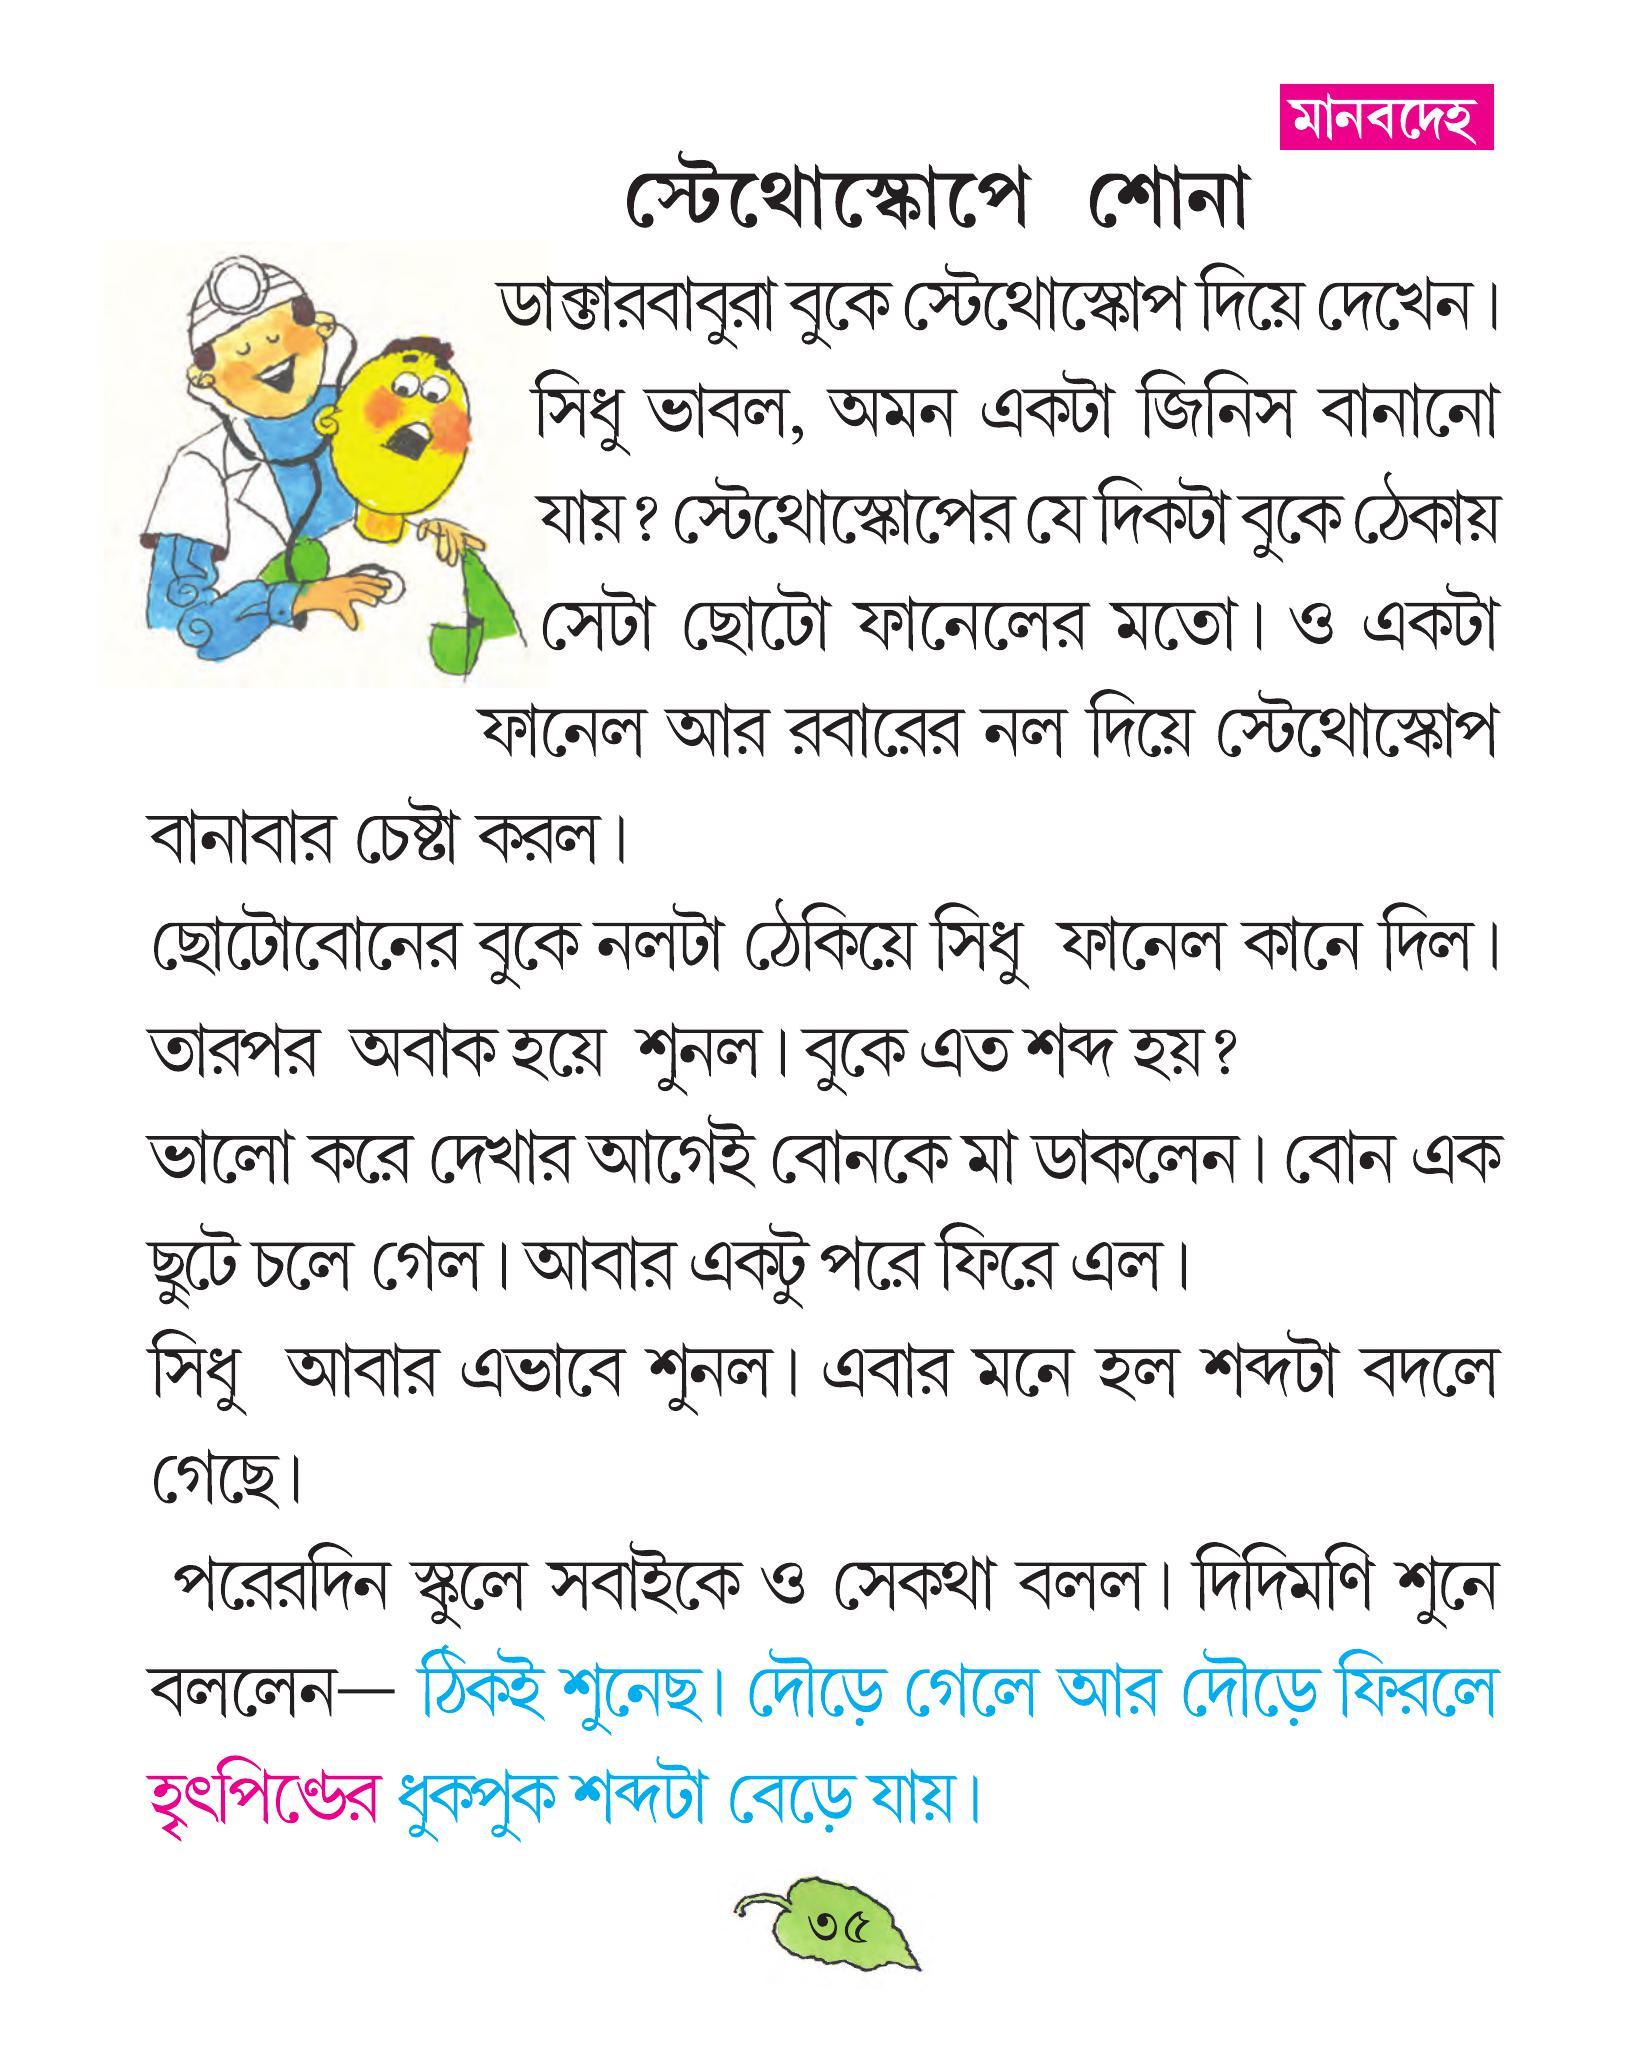 মানবদেহ
স্টেথোস্কোপে শোনা
ডাক্তারবাবুরা বুকে স্টেথোস্কোপ দিয়ে দেখেন।
সিধু ভাবল, অমন একটা জিনিস বানানো
যায়? স্টেথোস্কোপের যে দিকটা বুকে ঠেকায়
সেটা ছোটো ফানেলের মতো। ও একটা
ফানেল আর রবারের নল দিয়ে স্টেথোস্কোপ
বানাবার চেষ্টা করল।
ছোটোবোনের বুকে নলটা ঠেকিয়ে সিধু ফানেল কানে দিল।
তারপর অবাক হয়ে শুনল। বুকে এত শব্দ হয়?
ভালো করে দেখার আগেই বোনকে মা ডাকলেন। বোন এক
ছুটে চলে গেল। আবার একটু পরে ফিরে এল।
সিধু আবার এভাবে শুনল। এবার মনে হল শব্দটা বদলে
গেছে।
পরেরদিন স্কুলে সবাইকে ও সেকথা বলল। দিদিমণি শুনে
বললেন— ঠিকই শুনেছ। দৌড়ে গেলে আর দৌড়ে ফিরলে
হৃৎপিণ্ডের ধুকপুক শব্দটা বেড়ে যায়।
৩৫